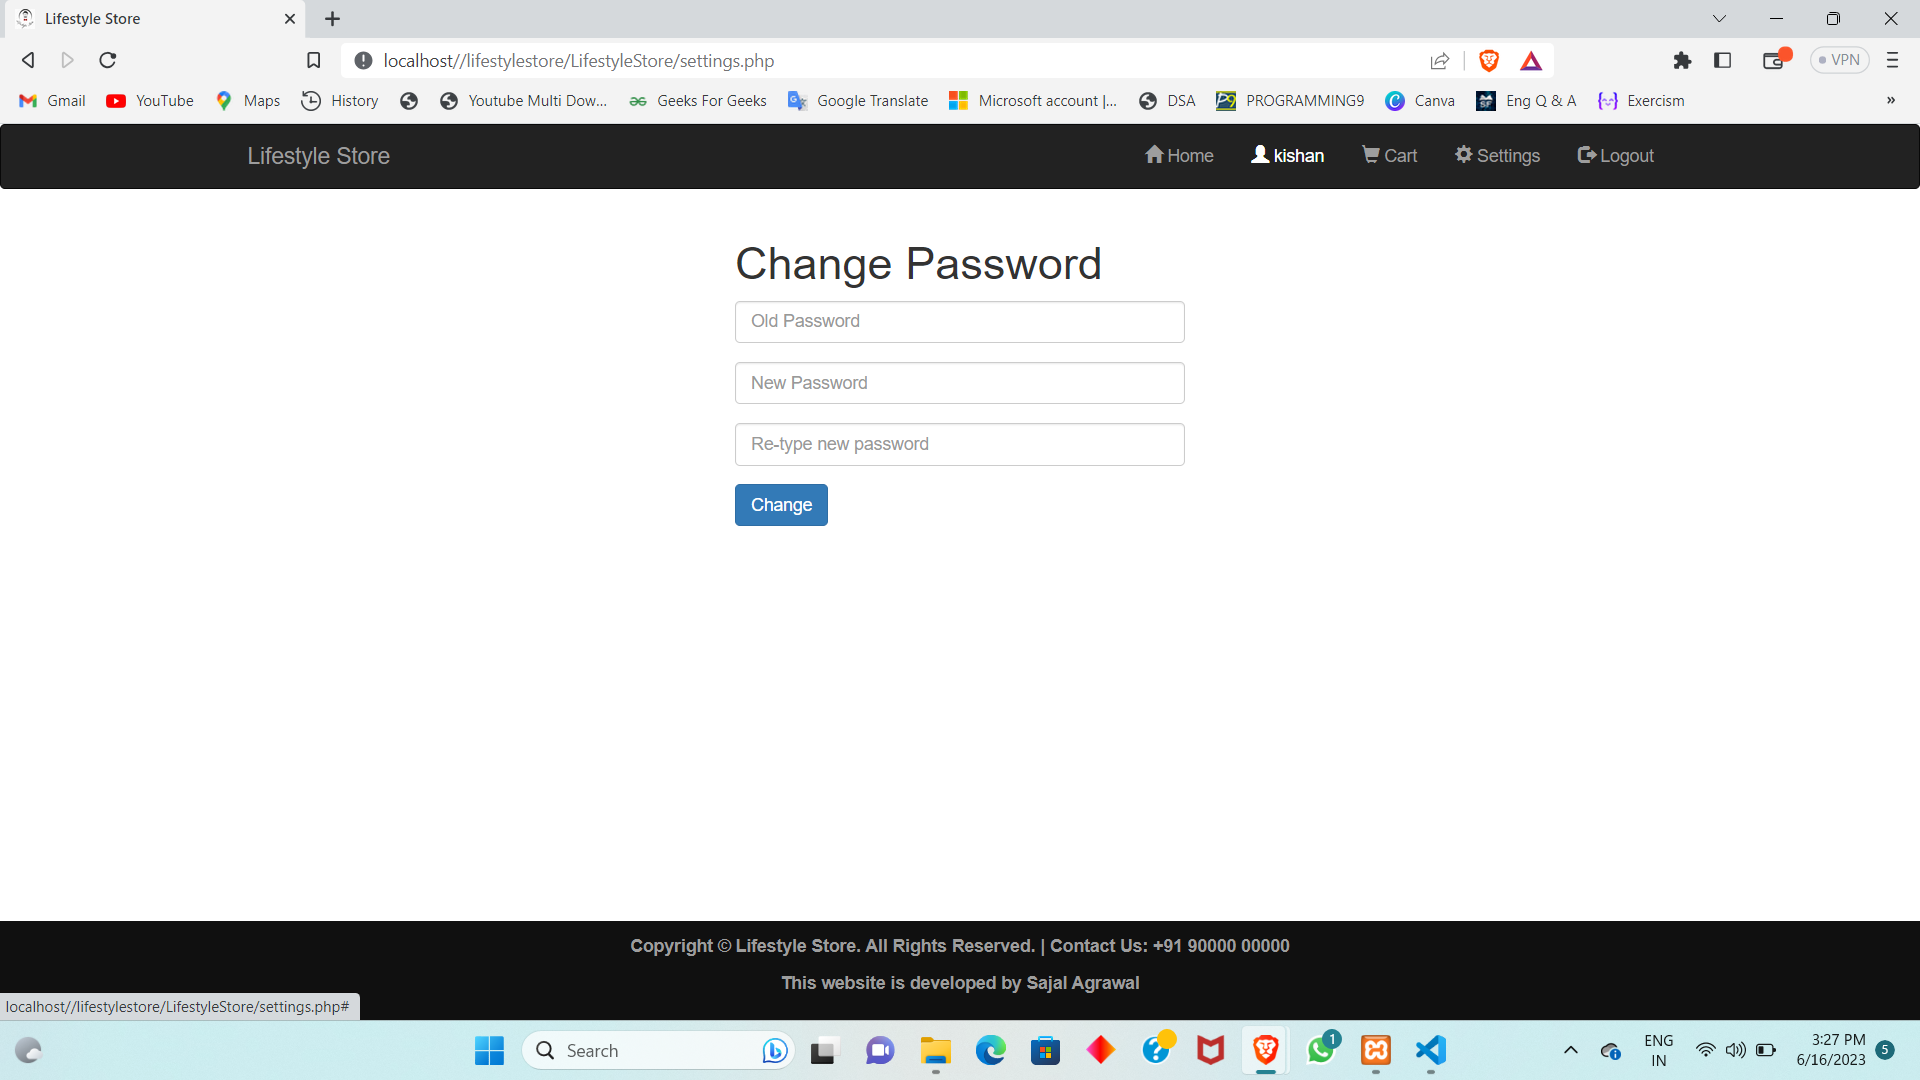 Lifestyle Store
localhost//lifestylestore/LifestyleStore/settings.php
VPN
Gmail YouTube Maps History Youtube Multi Dow... Geeks For Geeks Google Translate Microsoft account |... DSA PROGRAMMING9 Canva Eng Q & A Exercism »
Lifestyle Store Home kishan Cart Settings Logout
Change Password
Old Password
New Password
Re-type new password
Change
Copyright © Lifestyle Store. All Rights Reserved. | Contact Us: +91 90000 00000
This website is developed by Sajal Agrawal
localhost//lifestylestore/LifestyleStore/settings.php#
Search
1
ENG
IN
3:27 PM
6/16/2023
5